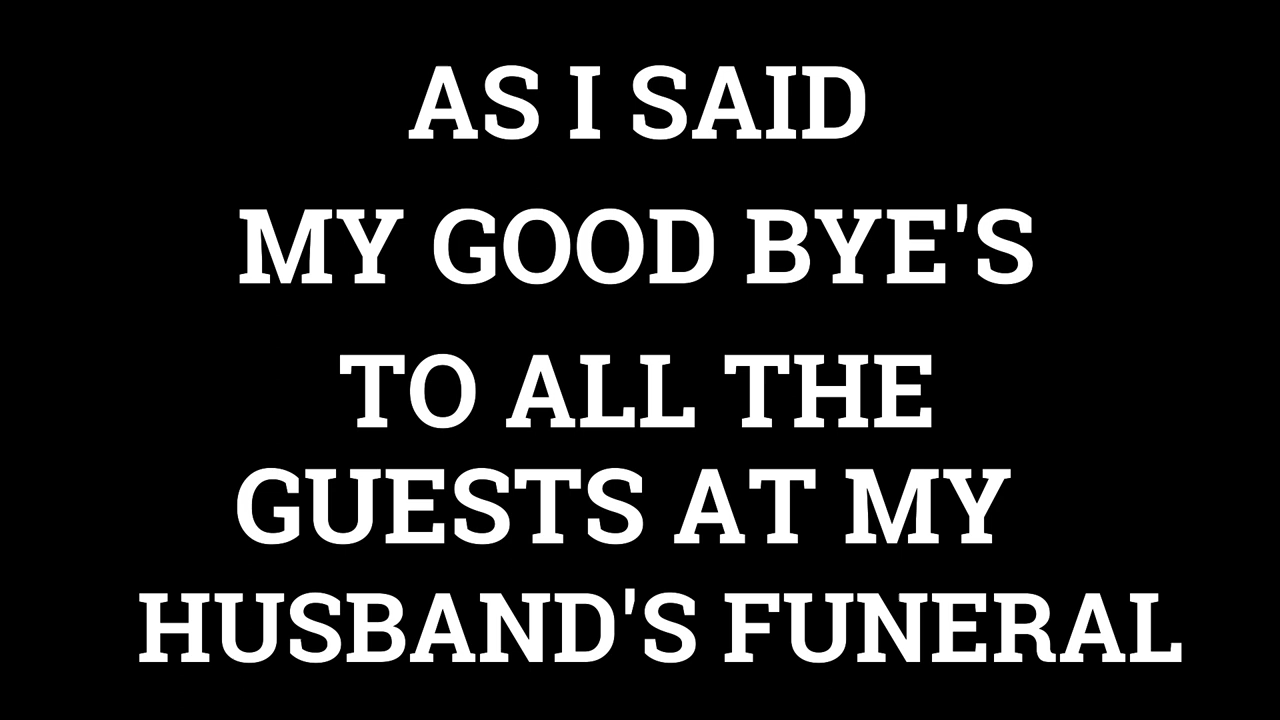 AS I SAID
MY GOOD BYE'S
TO ALL THE
GUESTS AT MY
HUSBAND'S FUNERAL